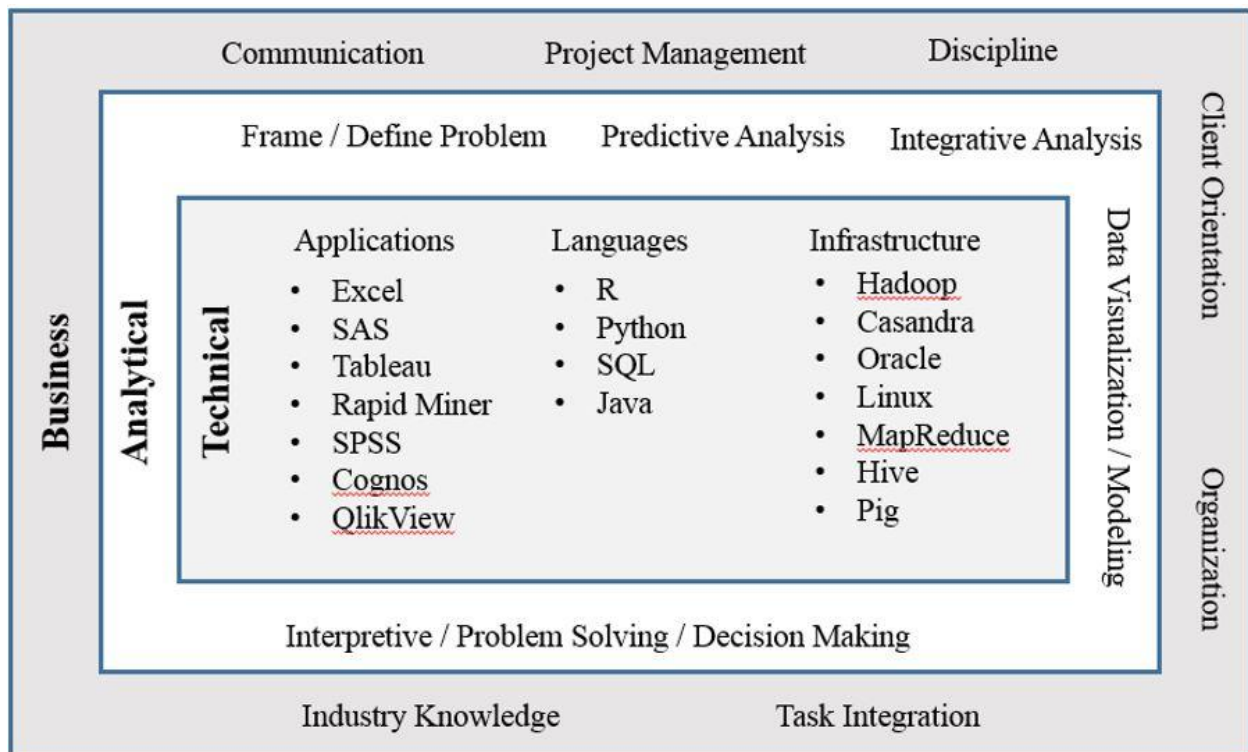 Communication
Project Management
Discipline
Client Orientation
Organization
Business
Frame / Define Problem
Predictive Analysis
Integrative Analysis
Data Visualization / Modeling
Analytical
Technical
Applications
• Excel
• SAS
• Tableau
• Rapid Miner
• SPSS
• Cognos
• QlikView
Languages
• R
• Python
• SQL
• Java
Infrastructure
• Hadoop
• Casandra
• Oracle
• Linux
• MapReduce
• Hive
• Pig
Interpretive / Problem Solving / Decision Making
Industry Knowledge
Task Integration